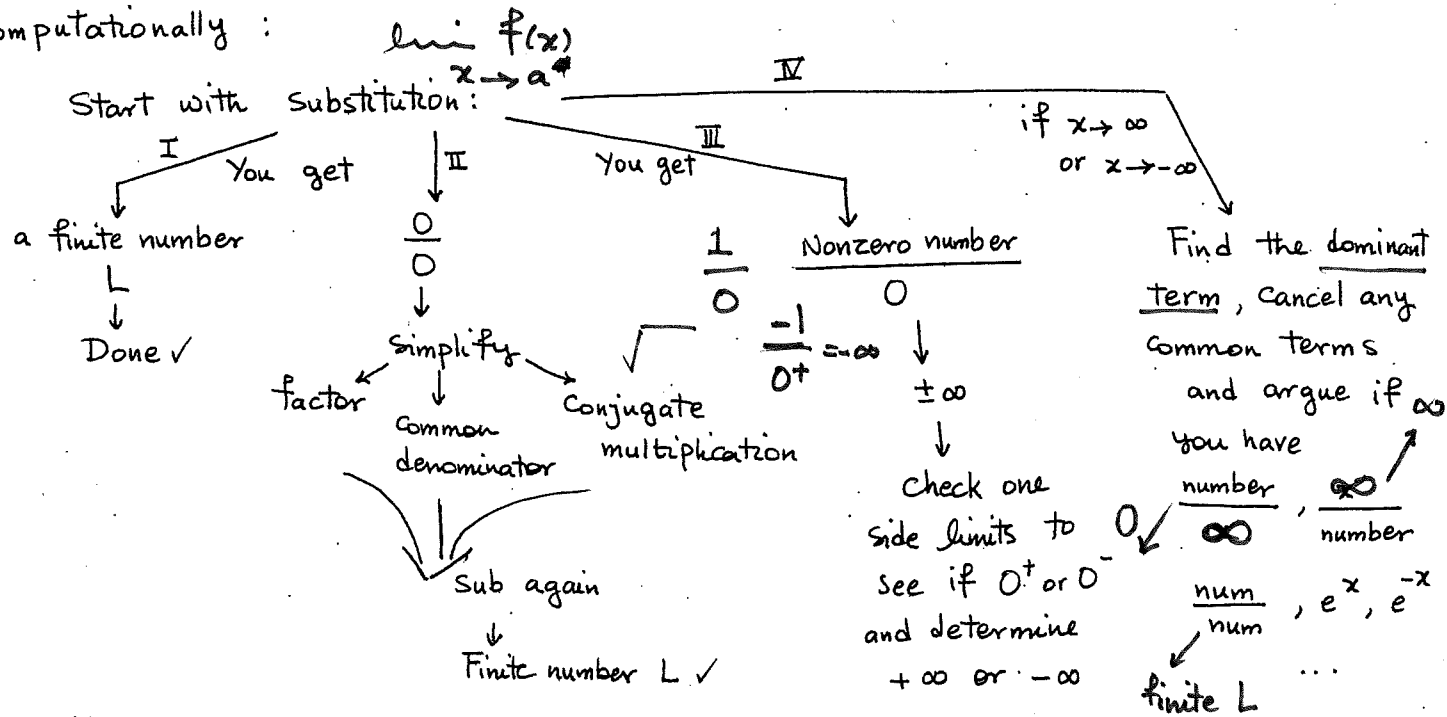 omputationally :
lim f(x)
x → a
Start with Substitution:
I
You get
a finite number
L
↓
Done ✓
II
0
0
↓
Simplify
factor
Common
denominator
Conjugate
multiplication
√
Sub again
↓
Finite number L ✓
III
You get
1
0
Nonzero number
0
-1
0⁺
=-∞
↓
± ∞
↓
Check one
side limits to
see if 0⁺ or 0⁻
and determine
+ ∞ or - ∞
IV
if x → ∞
or x → -∞
Find the dominant
term, Cancel any
Common terms
and argue if
you have
∞
number
∞
,
∞
number
0
num
num
, eˣ, e⁻ˣ
...
finite L